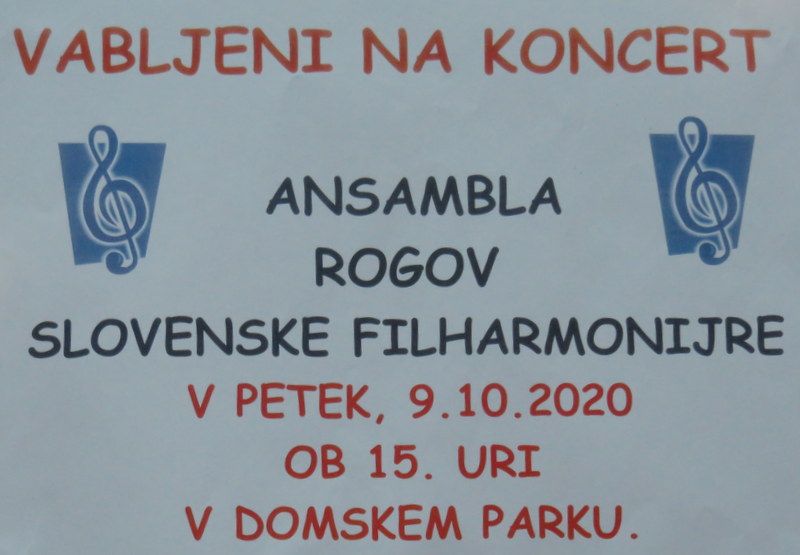 VABLJENI NA KONCERT
ANSAMBLA
ROGOV
SLOVENSKE FILHARMONIJRE
V PETEK, 9.10.2020
OB 15. URI
V DOMSKEM PARKU.